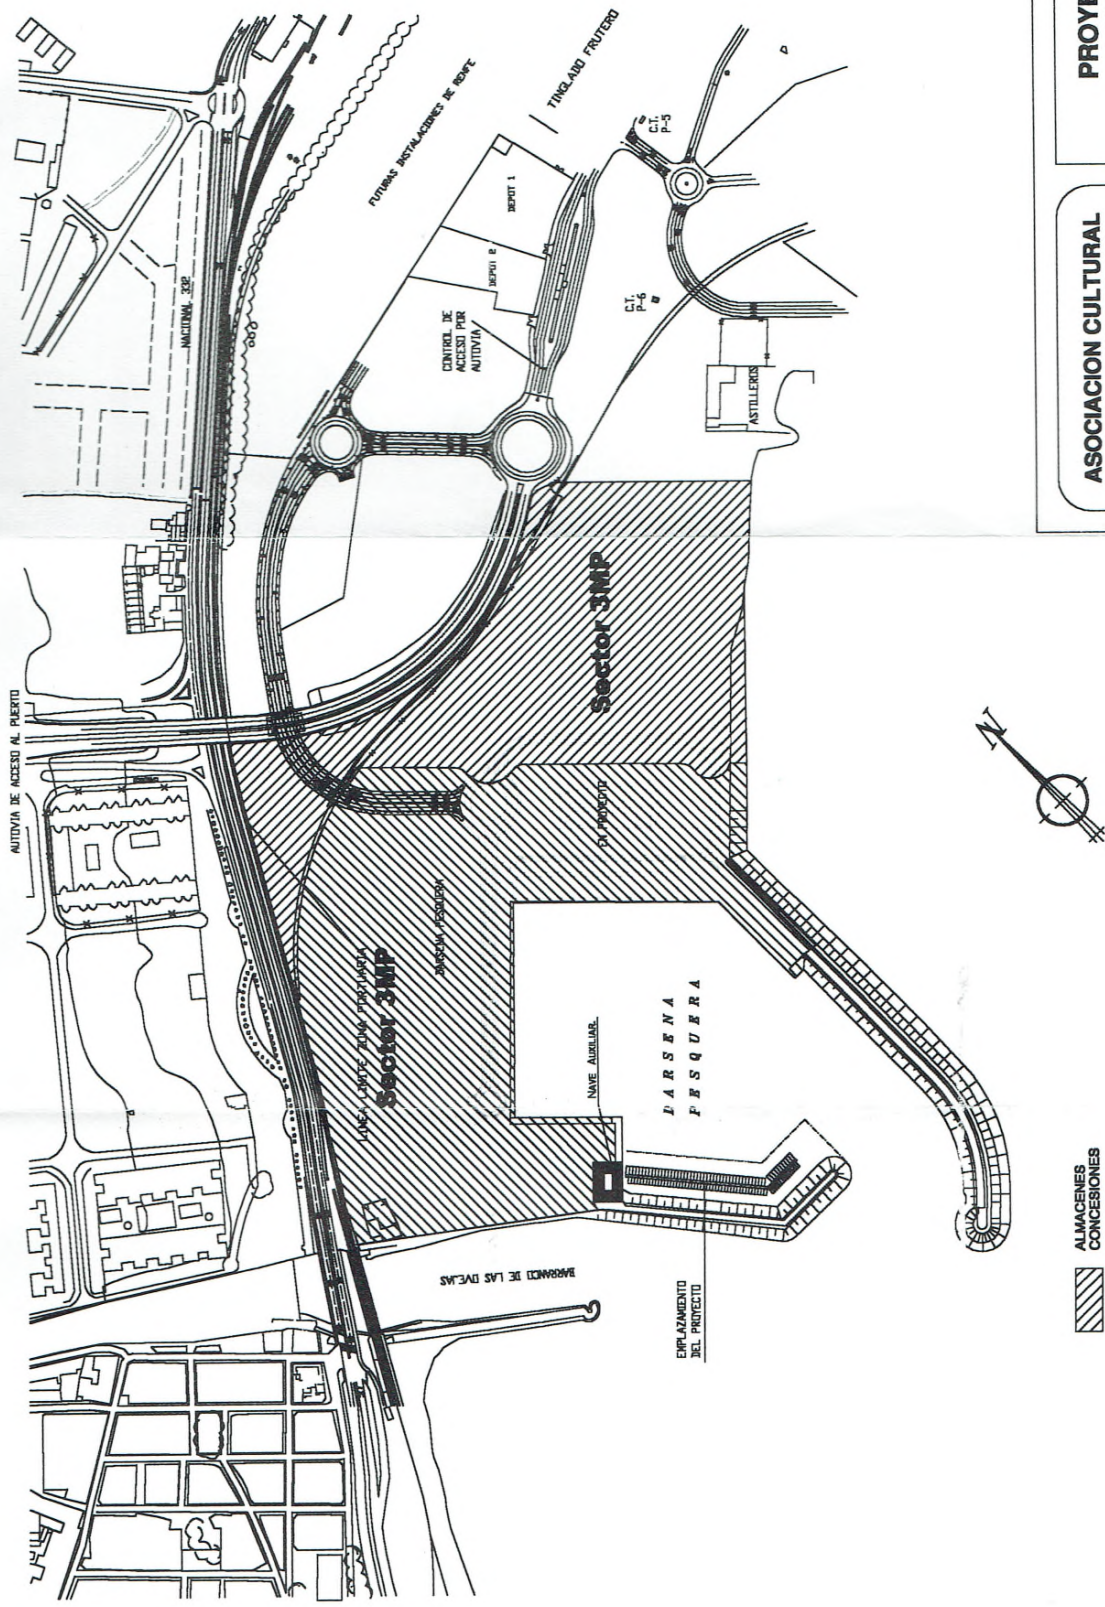 AUTOVIA DE ACCESO AL PUERTO
NACIONAL 332
FUTURAS INSTALACIONES DE RENFE
TINGLADO FRUTERO
DEPOT 1
DEPOT 2
CONTROL DE
ACCESO POR
AUTOVIA
C.T.
P-5
C.T.
P-6
ASTILLEROS
Sector 3MP
EN PROYECTO
DARSENA PESQUERA
LINEA LIMITE ZONA PORTUARIA
Sector 3MP
NAVE AUXILIAR
DARSENA
PESQUERA
BARRANCO DE LAS OVEJAS
EMPLAZAMIENTO
DEL PROYECTO
N
ALMACENES
CONCESIONES
ASOCIACION CULTURAL
PROYE